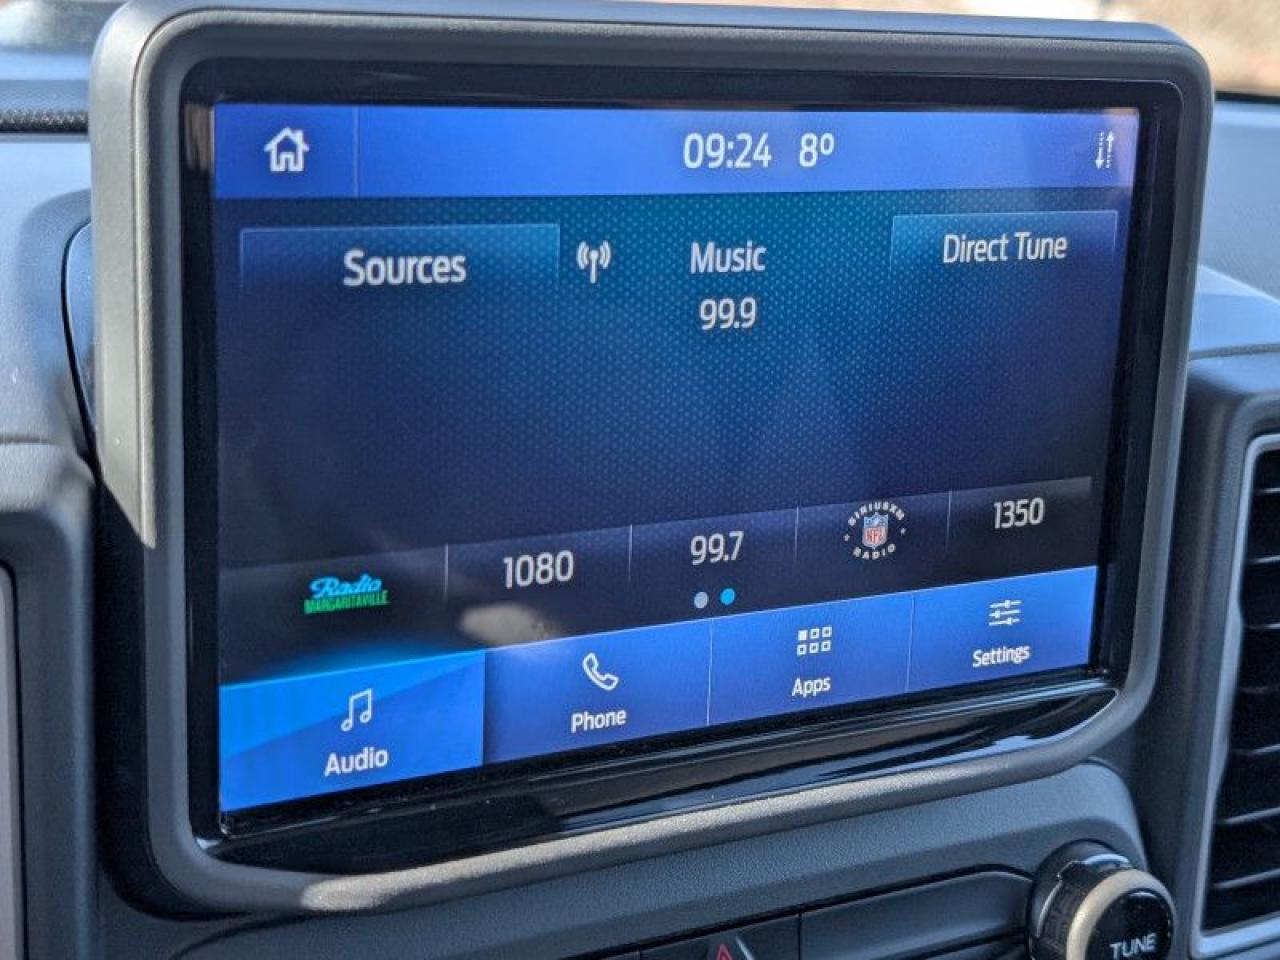 09:24 8º
Sources Music Direct Tune
99.9
Radio
MARGARITAVILLE
1080
99.7
SIRIUSXM
NFL
RADIO
1350
Audio
Phone
Apps
Settings
TUNE